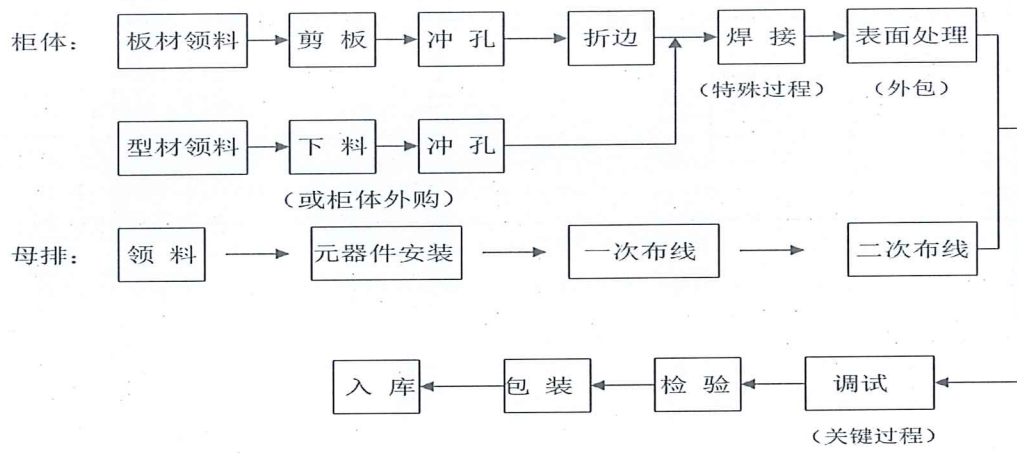 柜体： 板材领料 剪板 冲孔 折边 焊接 表面处理
（特殊过程） （外包）
型材领料 下料 冲孔
（或柜体外购）
母排： 领料 元器件安装 一次布线 二次布线
入库 包装 检验 调试
（关键过程）